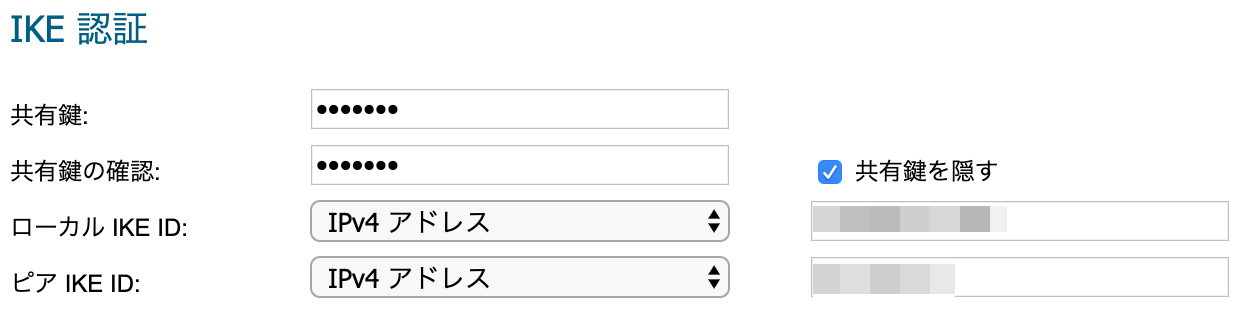 IKE 認証
共有鍵: •••••••
共有鍵の確認: ••••••• 共有鍵を隠す
ローカル IKE ID: IPv4 アドレス
ピア IKE ID: IPv4 アドレス